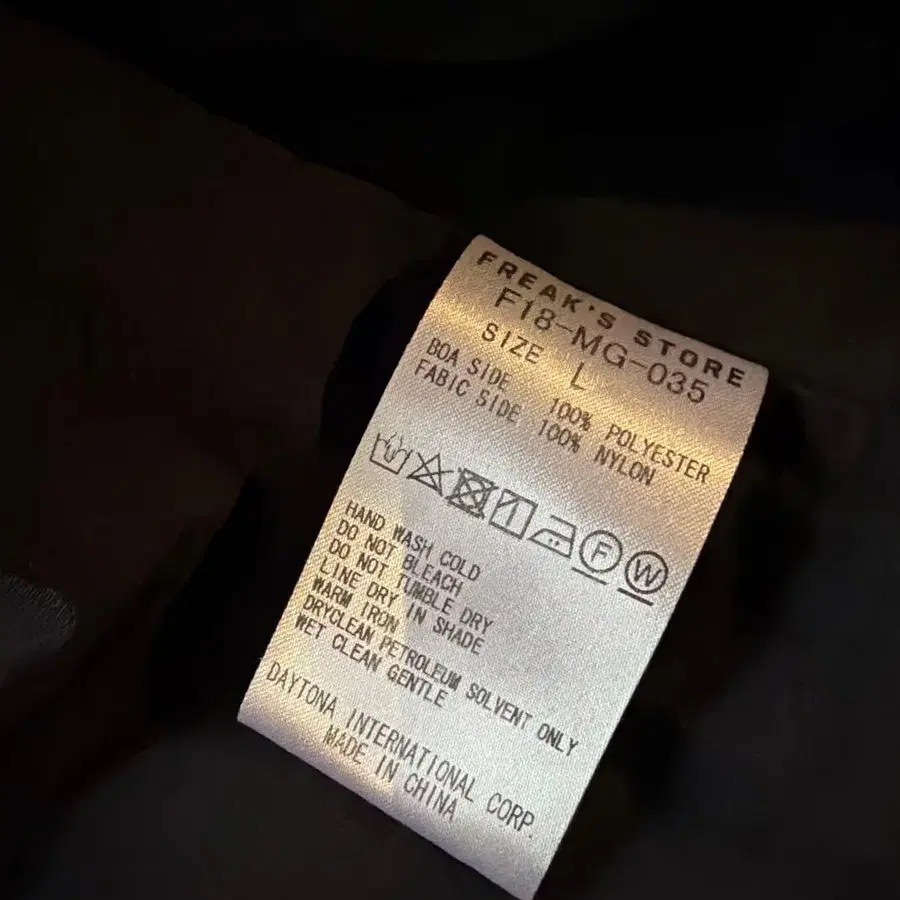 FREAK'S STORE
F18-MG-035
SIZE L
BOA SIDE 100% POLYESTER
FABIC SIDE 100% NYLON
F W
HAND WASH COLD
DO NOT BLEACH
DO NOT TUMBLE DRY
LINE DRY IN SHADE
WARM IRON.
DRYCLEAN PETROLEUM SOLVENT ONLY
WET CLEAN GENTLE
DAYTONA INTERNATIONAL CORP.
MADE IN CHINA